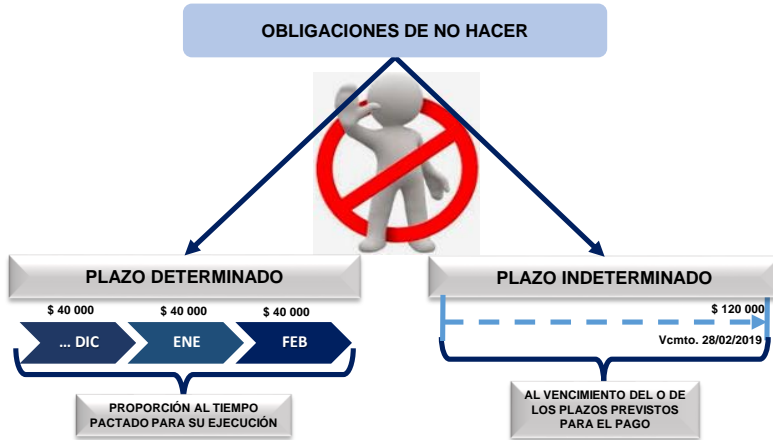 OBLIGACIONES DE NO HACER
PLAZO DETERMINADO
$ 40 000
$ 40 000
$ 40 000
... DIC
ENE
FEB
PROPORCIÓN AL TIEMPO
PACTADO PARA SU EJECUCIÓN
PLAZO INDETERMINADO
$ 120 000
Vcmto. 28/02/2019
AL VENCIMIENTO DEL O DE
LOS PLAZOS PREVISTOS
PARA EL PAGO